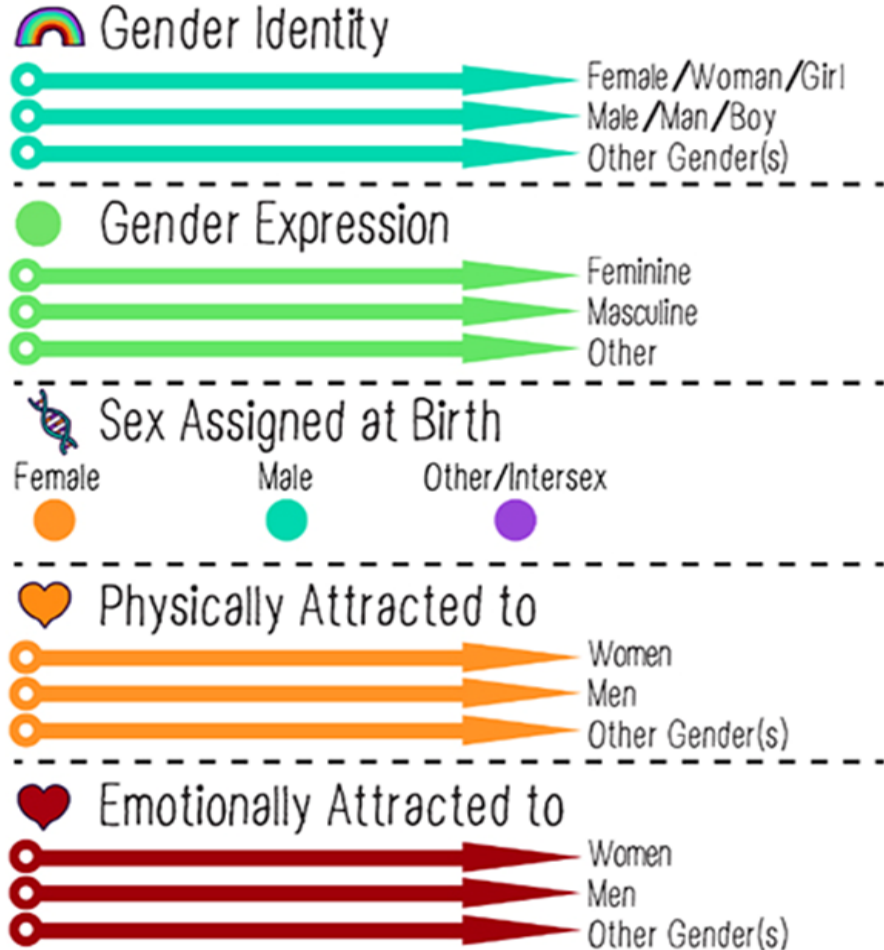 Gender Identity
Female/Woman/Girl
Male/Man/Boy
Other Gender(s)
Gender Expression
Feminine
Masculine
Other
Sex Assigned at Birth
Female Male Other/Intersex
Physically Attracted to
Women
Men
Other Gender(s)
Emotionally Attracted to
Women
Men
Other Gender(s)